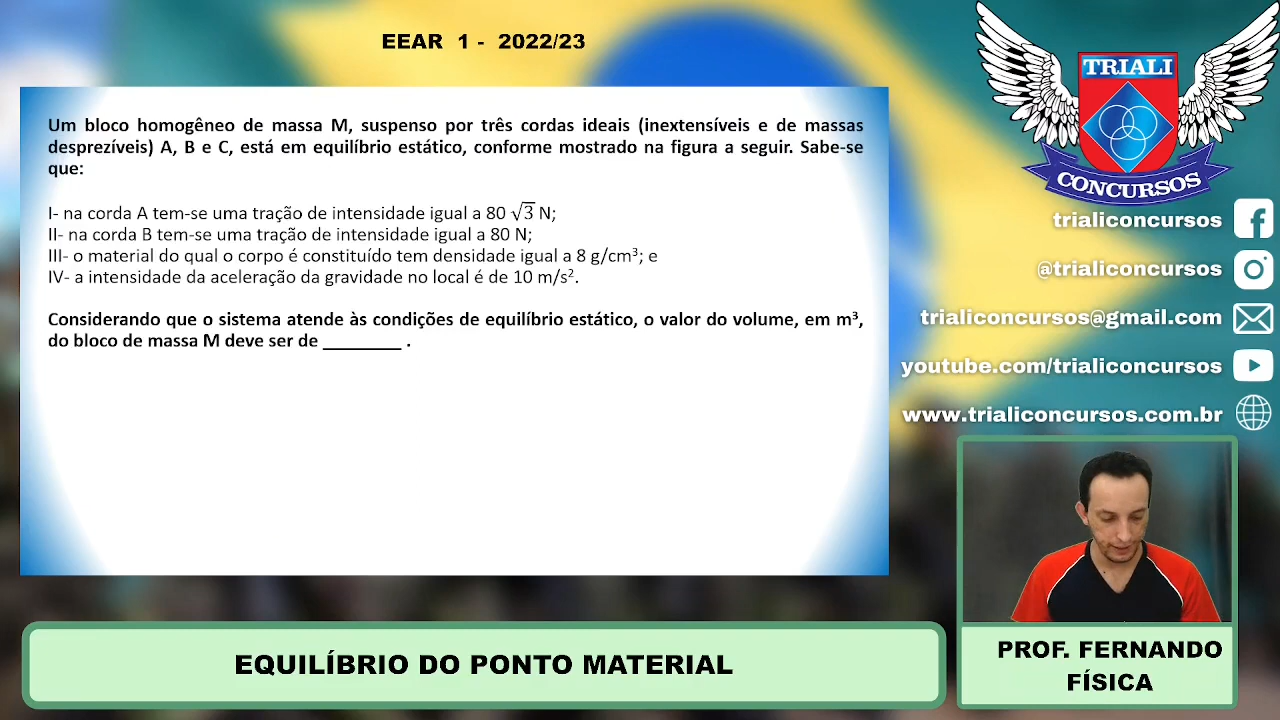 EEAR 1 - 2022/23
Um bloco homogêneo de massa M, suspenso por três cordas ideais (inextensíveis e de massas
desprezíveis) A, B e C, está em equilíbrio estático, conforme mostrado na figura a seguir. Sabe-se
que:
I- na corda A tem-se uma tração de intensidade igual a 80 √3 N;
II- na corda B tem-se uma tração de intensidade igual a 80 N;
III- o material do qual o corpo é constituído tem densidade igual a 8 g/cm³; e
IV- a intensidade da aceleração da gravidade no local é de 10 m/s².
Considerando que o sistema atende às condições de equilíbrio estático, o valor do volume, em m³,
do bloco de massa M deve ser de ________ .
TRIALI
CONCURSOS
trialiconcursos
@trialiconcursos
trialiconcursos@gmail.com
youtube.com/trialiconcursos
www.trialiconcursos.com.br
EQUILÍBRIO DO PONTO MATERIAL
PROF. FERNANDO
FÍSICA